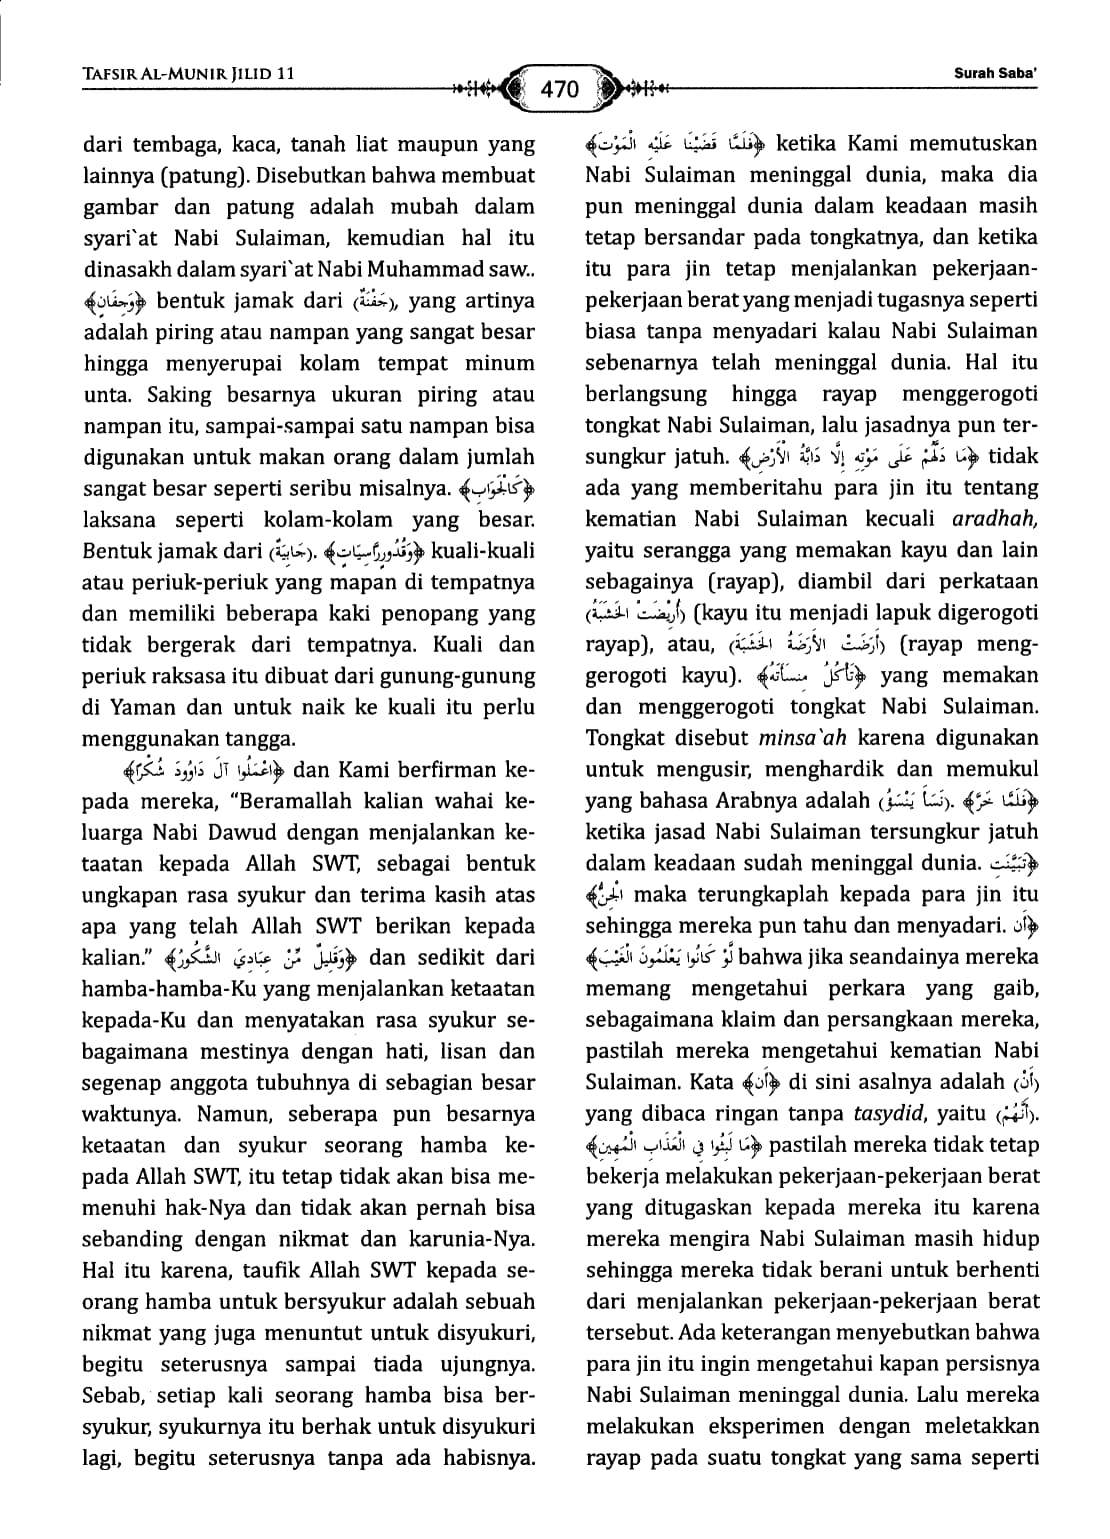 TAFSIR AL-MUNIR JILID 11
470
Surah Saba'
dari tembaga, kaca, tanah liat maupun yang
lainnya (patung). Disebutkan bahwa membuat
gambar dan patung adalah mubah dalam
syari`at Nabi Sulaiman, kemudian hal itu
dinasakh dalam syari`at Nabi Muhammad saw..
﴿وَجِفَانٍ﴾ bentuk jamak dari (جَفْنَةٌ), yang artinya
adalah piring atau nampan yang sangat besar
hingga menyerupai kolam tempat minum
unta. Saking besarnya ukuran piring atau
nampan itu, sampai-sampai satu nampan bisa
digunakan untuk makan orang dalam jumlah
sangat besar seperti seribu misalnya. ﴿كَالْجَوَابِ﴾
laksana seperti kolam-kolam yang besar.
Bentuk jamak dari (جَابِيَةٌ). ﴿وَقُدُورٍ رَّاسِيَاتٍ﴾ kuali-kuali
atau periuk-periuk yang mapan di tempatnya
dan memiliki beberapa kaki penopang yang
tidak bergerak dari tempatnya. Kuali dan
periuk raksasa itu dibuat dari gunung-gunung
di Yaman dan untuk naik ke kuali itu perlu
menggunakan tangga.
﴿اعْمَلُوا آلَ دَاوُودَ شُكْرًا﴾ dan Kami berfirman ke-
pada mereka, “Beramallah kalian wahai ke-
luarga Nabi Dawud dengan menjalankan ke-
taatan kepada Allah SWT, sebagai bentuk
ungkapan rasa syukur dan terima kasih atas
apa yang telah Allah SWT berikan kepada
kalian.” ﴿وَقَلِيلٌ مِّنْ عِبَادِيَ الشَّكُورُ﴾ dan sedikit dari
hamba-hamba-Ku yang menjalankan ketaatan
kepada-Ku dan menyatakan rasa syukur se-
bagaimana mestinya dengan hati, lisan dan
segenap anggota tubuhnya di sebagian besar
waktunya. Namun, seberapa pun besarnya
ketaatan dan syukur seorang hamba ke-
pada Allah SWT, itu tetap tidak akan bisa me-
menuhi hak-Nya dan tidak akan pernah bisa
sebanding dengan nikmat dan karunia-Nya.
Hal itu karena, taufik Allah SWT kepada se-
orang hamba untuk bersyukur adalah sebuah
nikmat yang juga menuntut untuk disyukuri,
begitu seterusnya sampai tiada ujungnya.
Sebab, setiap kali seorang hamba bisa ber-
syukur, syukurnya itu berhak untuk disyukuri
lagi, begitu seterusnya tanpa ada habisnya.
﴿فَلَمَّا قَضَيْنَا عَلَيْهِ الْمَوْتَ﴾ ketika Kami memutuskan
Nabi Sulaiman meninggal dunia, maka dia
pun meninggal dunia dalam keadaan masih
tetap bersandar pada tongkatnya, dan ketika
itu para jin tetap menjalankan pekerjaan-
pekerjaan berat yang menjadi tugasnya seperti
biasa tanpa menyadari kalau Nabi Sulaiman
sebenarnya telah meninggal dunia. Hal itu
berlangsung hingga rayap menggerogoti
tongkat Nabi Sulaiman, lalu jasadnya pun ter-
sungkur jatuh. ﴿مَا دَلَّهُمْ عَلَى مَوْتِهِ إِلَّا دَابَّةُ الْأَرْضِ﴾ tidak
ada yang memberitahu para jin itu tentang
kematian Nabi Sulaiman kecuali aradhah,
yaitu serangga yang memakan kayu dan lain
sebagainya (rayap), diambil dari perkataan
(أُرِضَتْ الخَشَبَةُ) (kayu itu menjadi lapuk digerogoti
rayap), atau, (أَرَضَتْ الأَرَضَةُ الخَشَبَةَ) (rayap meng-
gerogoti kayu). ﴿تَأْكُلُ مِنسَأَتَهُ﴾ yang memakan
dan menggerogoti tongkat Nabi Sulaiman.
Tongkat disebut minsa`ah karena digunakan
untuk mengusir, menghardik dan memukul
yang bahasa Arabnya adalah (نَسَأَ يَنْسَؤُ). ﴿فَلَمَّا خَرَّ﴾
ketika jasad Nabi Sulaiman tersungkur jatuh
dalam keadaan sudah meninggal dunia. ﴿تَبَيَّنَتِ
الْجِنُّ﴾ maka terungkaplah kepada para jin itu
sehingga mereka pun tahu dan menyadari. ﴿أَن
لَّوْ كَانُوا يَعْلَمُونَ الْغَيْبَ﴾ bahwa jika seandainya mereka
memang mengetahui perkara yang gaib,
sebagaimana klaim dan persangkaan mereka,
pastilah mereka mengetahui kematian Nabi
Sulaiman. Kata ﴿أَن﴾ di sini asalnya adalah (أَنْ)
yang dibaca ringan tanpa tasydid, yaitu (أَنَّهُمْ).
﴿مَا لَبِثُوا فِي الْعَذَابِ الْمُهِينِ﴾ pastilah mereka tidak tetap
bekerja melakukan pekerjaan-pekerjaan berat
yang ditugaskan kepada mereka itu karena
mereka mengira Nabi Sulaiman masih hidup
sehingga mereka tidak berani untuk berhenti
dari menjalankan pekerjaan-pekerjaan berat
tersebut. Ada keterangan menyebutkan bahwa
para jin itu ingin mengetahui kapan persisnya
Nabi Sulaiman meninggal dunia. Lalu mereka
melakukan eksperimen dengan meletakkan
rayap pada suatu tongkat yang sama seperti